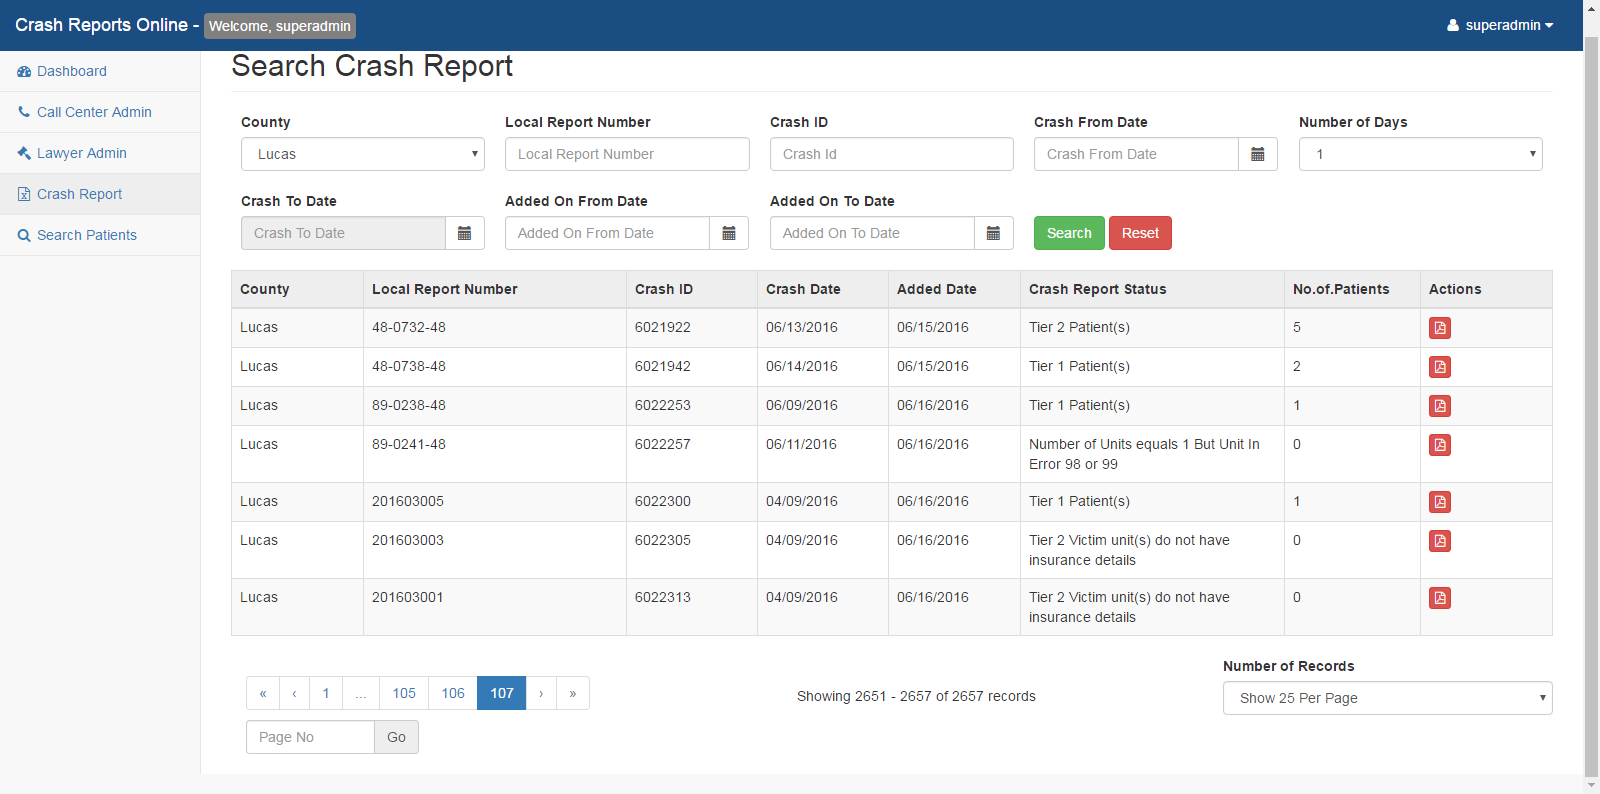 Crash Reports Online - Welcome, superadmin
superadmin
Dashboard
Call Center Admin
Lawyer Admin
Crash Report
Search Patients
Search Crash Report
County Local Report Number Crash ID Crash From Date Number of Days
Lucas Local Report Number Crash Id Crash From Date 1
Crash To Date Added On From Date Added On To Date
Crash To Date Added On From Date Added On To Date Search Reset
County Local Report Number Crash ID Crash Date Added Date Crash Report Status No.of.Patients Actions
Lucas 48-0732-48 6021922 06/13/2016 06/15/2016 Tier 2 Patient(s) 5
Lucas 48-0738-48 6021942 06/14/2016 06/15/2016 Tier 1 Patient(s) 2
Lucas 89-0238-48 6022253 06/09/2016 06/16/2016 Tier 1 Patient(s) 1
Lucas 89-0241-48 6022257 06/11/2016 06/16/2016 Number of Units equals 1 But Unit In 0
Error 98 or 99
Lucas 201603005 6022300 04/09/2016 06/16/2016 Tier 1 Patient(s) 1
Lucas 201603003 6022305 04/09/2016 06/16/2016 Tier 2 Victim unit(s) do not have 0
insurance details
Lucas 201603001 6022313 04/09/2016 06/16/2016 Tier 2 Victim unit(s) do not have 0
insurance details
« ‹ 1 ... 105 106 107 › »
Showing 2651 - 2657 of 2657 records
Number of Records
Show 25 Per Page
Page No Go